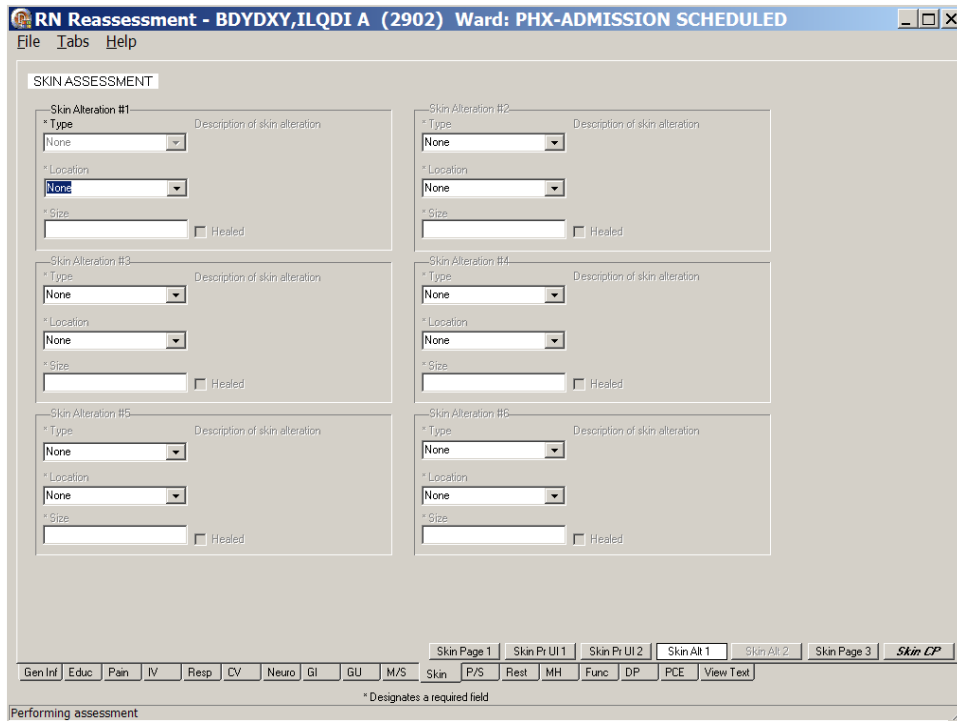 RN Reassessment - BDYDXY,ILQDI A (2902) Ward: PHX-ADMISSION SCHEDULED
File Tabs Help
SKIN ASSESSMENT
Skin Alteration #1
* Type Description of skin alteration
None
* Location
None
* Size
Healed
Skin Alteration #2
* Type Description of skin alteration
None
* Location
None
* Size
Healed
Skin Alteration #3
* Type Description of skin alteration
None
* Location
None
* Size
Healed
Skin Alteration #4
* Type Description of skin alteration
None
* Location
None
* Size
Healed
Skin Alteration #5
* Type Description of skin alteration
None
* Location
None
* Size
Healed
Skin Alteration #6
* Type Description of skin alteration
None
* Location
None
* Size
Healed
Skin Page 1 Skin Pr Ul 1 Skin Pr Ul 2 Skin Alt 1 Skin Alt 2 Skin Page 3 Skin CP
Gen Inf Educ Pain IV Resp CV Neuro GI GU M/S Skin P/S Rest MH Func DP PCE View Text
* Designates a required field
Performing assessment